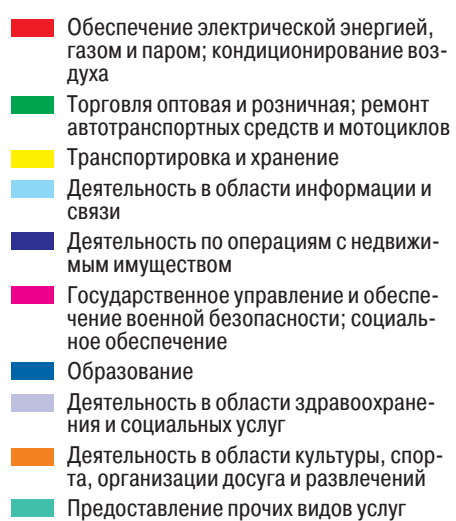 Обеспечение электрической энергией,
газом и паром; кондиционирование воз-
духа
Торговля оптовая и розничная; ремонт
автотранспортных средств и мотоциклов
Транспортировка и хранение
Деятельность в области информации и
связи
Деятельность по операциям с недвижи-
мым имуществом
Государственное управление и обеспе-
чение военной безопасности; социаль-
ное обеспечение
Образование
Деятельность в области здравоохране-
ния и социальных услуг
Деятельность в области культуры, спор-
та, организации досуга и развлечений
Предоставление прочих видов услуг